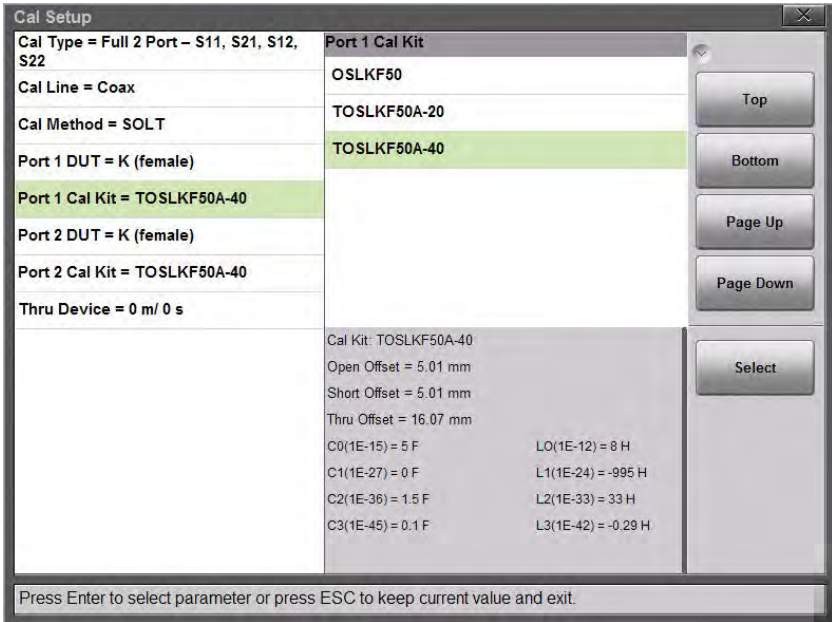 Cal Setup
Cal Type = Full 2 Port – S11, S21, S12,
S22
Cal Line = Coax
Cal Method = SOLT
Port 1 DUT = K (female)
Port 1 Cal Kit = TOSLKF50A-40
Port 2 DUT = K (female)
Port 2 Cal Kit = TOSLKF50A-40
Thru Device = 0 m/ 0 s
Port 1 Cal Kit
OSLKF50
TOSLKF50A-20
TOSLKF50A-40
Cal Kit: TOSLKF50A-40
Open Offset = 5.01 mm
Short Offset = 5.01 mm
Thru Offset = 16.07 mm
C0(1E-15) = 5 F
LO(1E-12) = 8 H
C1(1E-27) = 0 F
L1(1E-24) = -995 H
C2(1E-36) = 1.5 F
L2(1E-33) = 33 H
C3(1E-45) = 0.1 F
L3(1E-42) = -0.29 H
Top
Bottom
Page Up
Page Down
Select
Press Enter to select parameter or press ESC to keep current value and exit.